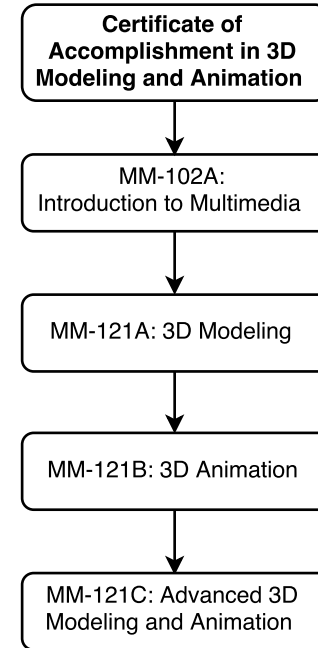 Certificate of
Accomplishment in 3D
Modeling and Animation
MM-102A:
Introduction to Multimedia
MM-121A: 3D Modeling
MM-121B: 3D Animation
MM-121C: Advanced 3D
Modeling and Animation